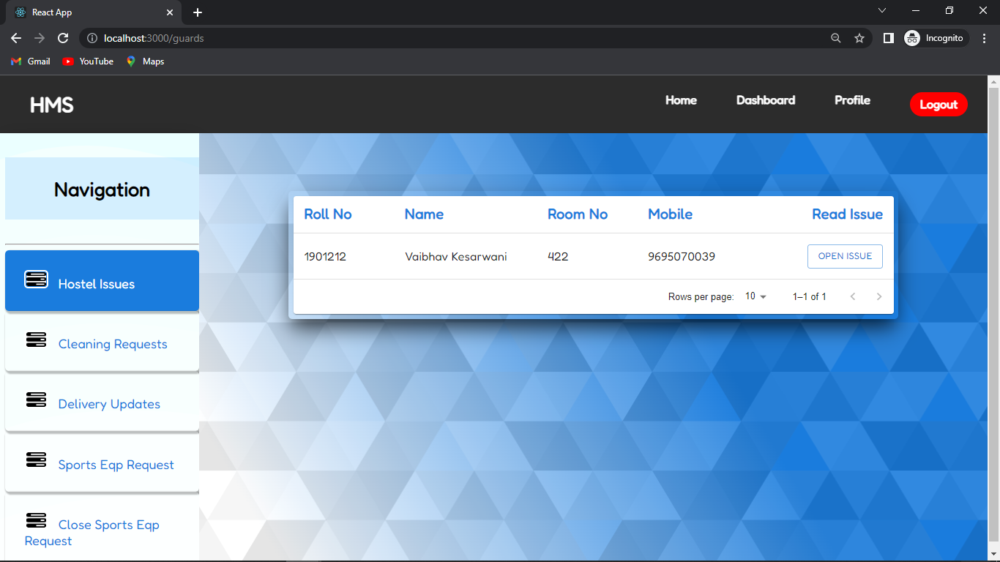 React App
localhost:3000/guards
Incognito
Gmail YouTube Maps
HMS
Home Dashboard Profile Logout
Navigation
Hostel Issues
Cleaning Requests
Delivery Updates
Sports Eqp Request
Close Sports Eqp
Request
Roll No Name Room No Mobile Read Issue
1901212 Vaibhav Kesarwani 422 9695070039 OPEN ISSUE
Rows per page: 10 1–1 of 1